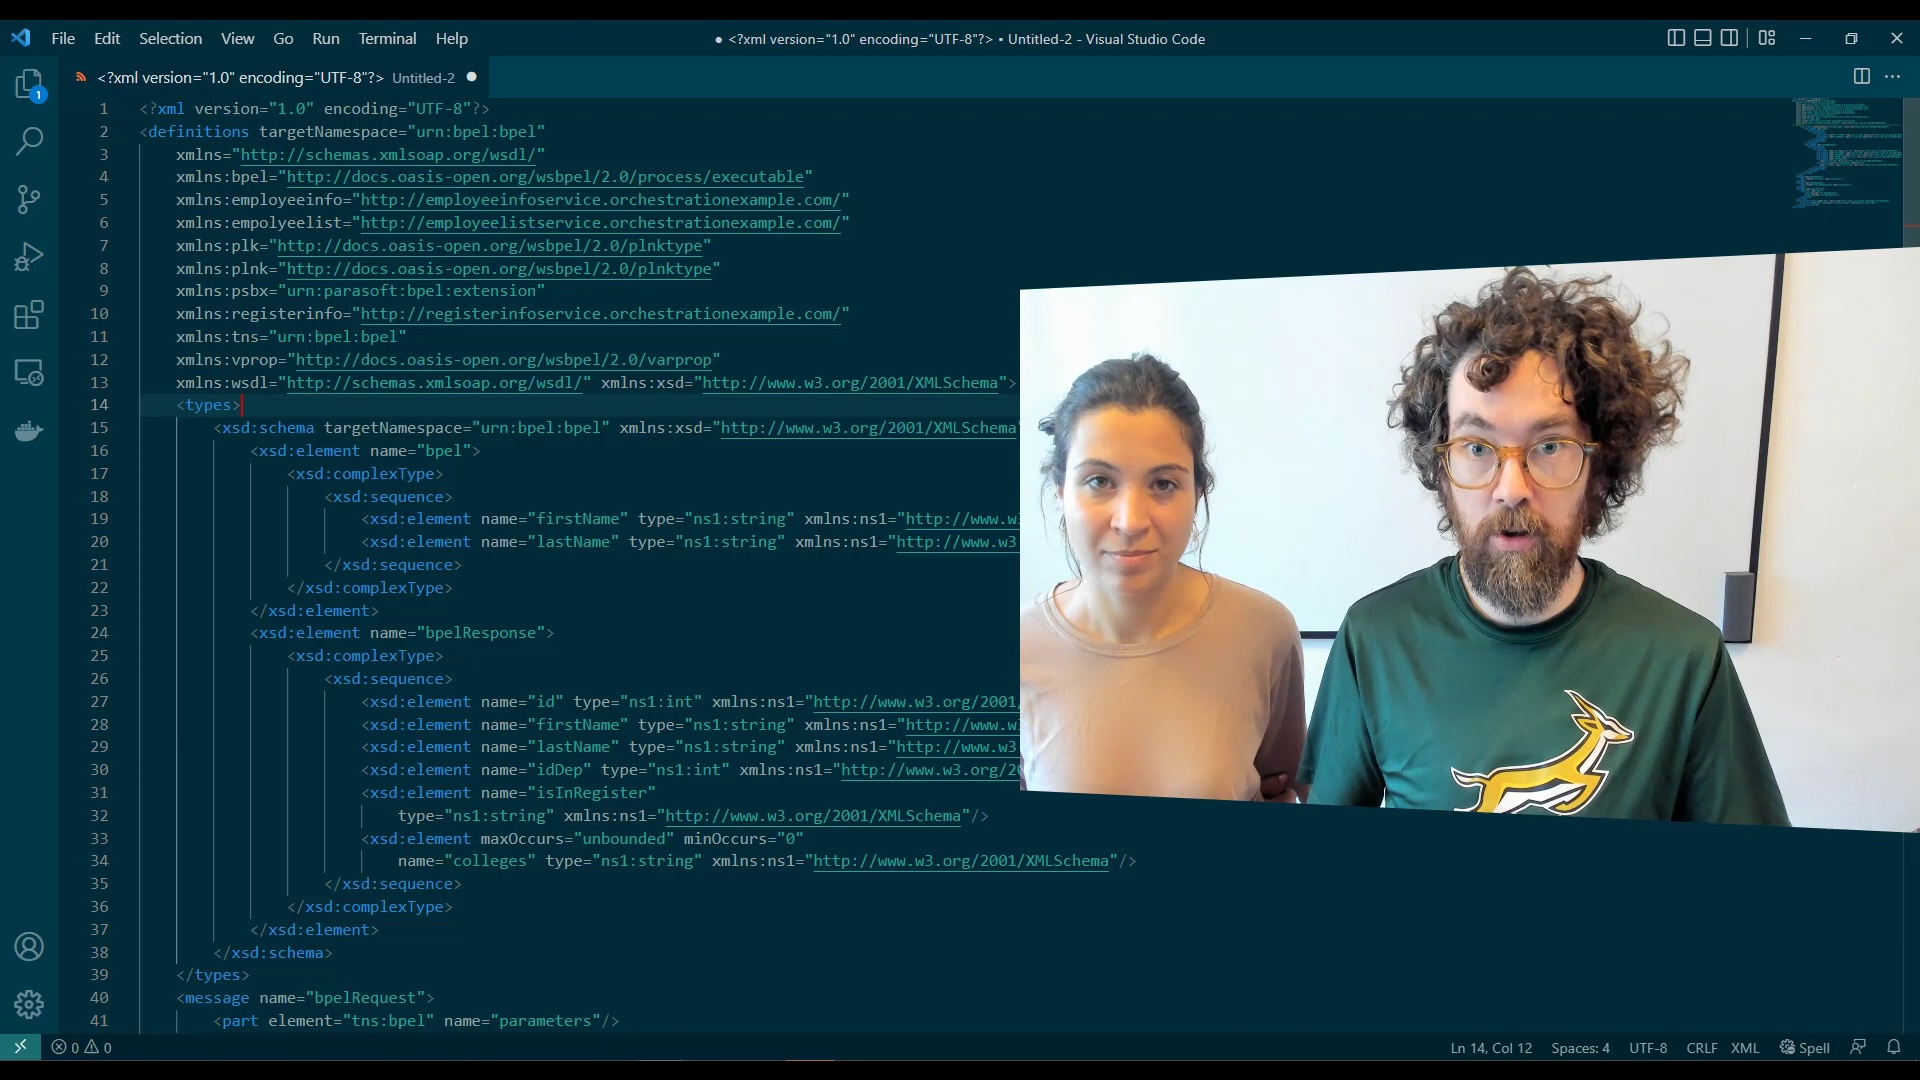 File Edit Selection View Go Run Terminal Help
● <?xml version="1.0" encoding="UTF-8"?> • Untitled-2 - Visual Studio Code
<?xml version="1.0" encoding="UTF-8"?> Untitled-2
1
1 <?xml version="1.0" encoding="UTF-8"?>
2 <definitions targetNamespace="urn:bpel:bpel"
3 xmlns="http://schemas.xmlsoap.org/wsdl/"
4 xmlns:bpel="http://docs.oasis-open.org/wsbpel/2.0/process/executable"
5 xmlns:employeeinfo="http://employeeinfoservice.orchestrationexample.com/"
6 xmlns:empolyeelist="http://employeelistservice.orchestrationexample.com/"
7 xmlns:plk="http://docs.oasis-open.org/wsbpel/2.0/plnktype"
8 xmlns:plnk="http://docs.oasis-open.org/wsbpel/2.0/plnktype"
9 xmlns:psbx="urn:parasoft:bpel:extension"
10 xmlns:registerinfo="http://registerinfoservice.orchestrationexample.com/"
11 xmlns:tns="urn:bpel:bpel"
12 xmlns:vprop="http://docs.oasis-open.org/wsbpel/2.0/varprop"
13 xmlns:wsdl="http://schemas.xmlsoap.org/wsdl/" xmlns:xsd="http://www.w3.org/2001/XMLSchema">
14 <types>
15 <xsd:schema targetNamespace="urn:bpel:bpel" xmlns:xsd="http://www.w3.org/2001/XMLSchema"
16 <xsd:element name="bpel">
17 <xsd:complexType>
18 <xsd:sequence>
19 <xsd:element name="firstName" type="ns1:string" xmlns:ns1="http://www.w3
20 <xsd:element name="lastName" type="ns1:string" xmlns:ns1="http://www.w3
21 </xsd:sequence>
22 </xsd:complexType>
23 </xsd:element>
24 <xsd:element name="bpelResponse">
25 <xsd:complexType>
26 <xsd:sequence>
27 <xsd:element name="id" type="ns1:int" xmlns:ns1="http://www.w3.org/2001/
28 <xsd:element name="firstName" type="ns1:string" xmlns:ns1="http://www.w3
29 <xsd:element name="lastName" type="ns1:string" xmlns:ns1="http://www.w3
30 <xsd:element name="idDep" type="ns1:int" xmlns:ns1="http://www.w3.org/20
31 <xsd:element name="isInRegister"
32 type="ns1:string" xmlns:ns1="http://www.w3.org/2001/XMLSchema"/>
33 <xsd:element maxOccurs="unbounded" minOccurs="0"
34 name="colleges" type="ns1:string" xmlns:ns1="http://www.w3.org/2001/XMLSchema"/>
35 </xsd:sequence>
36 </xsd:complexType>
37 </xsd:element>
38 </xsd:schema>
39 </types>
40 <message name="bpelRequest">
41 <part element="tns:bpel" name="parameters"/>
0 0 Ln 14, Col 12 Spaces: 4 UTF-8 CRLF XML Spell